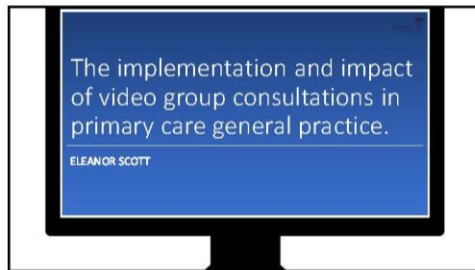 The implementation and impact
of video group consultations in
primary care general practice.
ELEANOR SCOTT